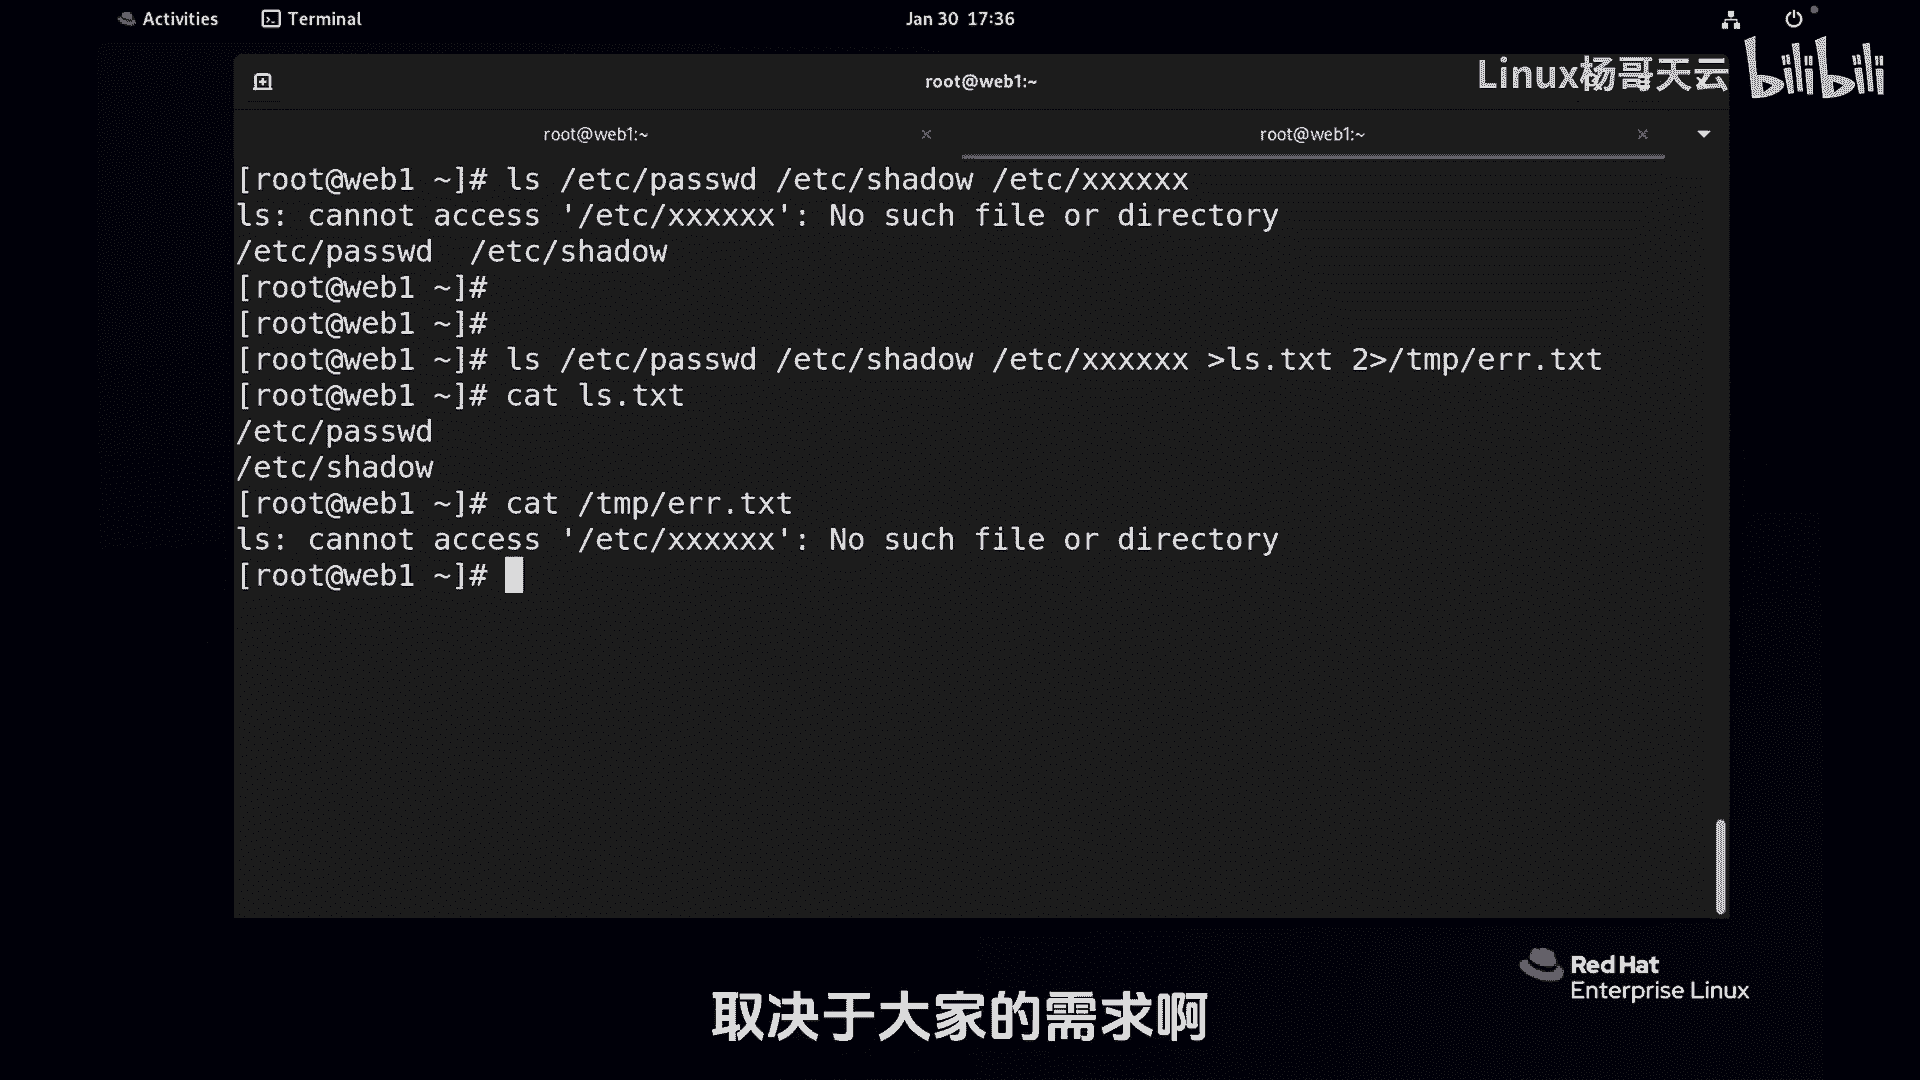 Activities Terminal Jan 30 17:36
Linux杨哥天云 bilibili
root@web1:~
root@web1:~ root@web1:~
[root@web1 ~]# ls /etc/passwd /etc/shadow /etc/xxxxxx
ls: cannot access '/etc/xxxxxx': No such file or directory
/etc/passwd  /etc/shadow
[root@web1 ~]#
[root@web1 ~]#
[root@web1 ~]# ls /etc/passwd /etc/shadow /etc/xxxxxx >ls.txt 2>/tmp/err.txt
[root@web1 ~]# cat ls.txt
/etc/passwd
/etc/shadow
[root@web1 ~]# cat /tmp/err.txt
ls: cannot access '/etc/xxxxxx': No such file or directory
[root@web1 ~]#
Red Hat
Enterprise Linux
取决于大家的需求啊